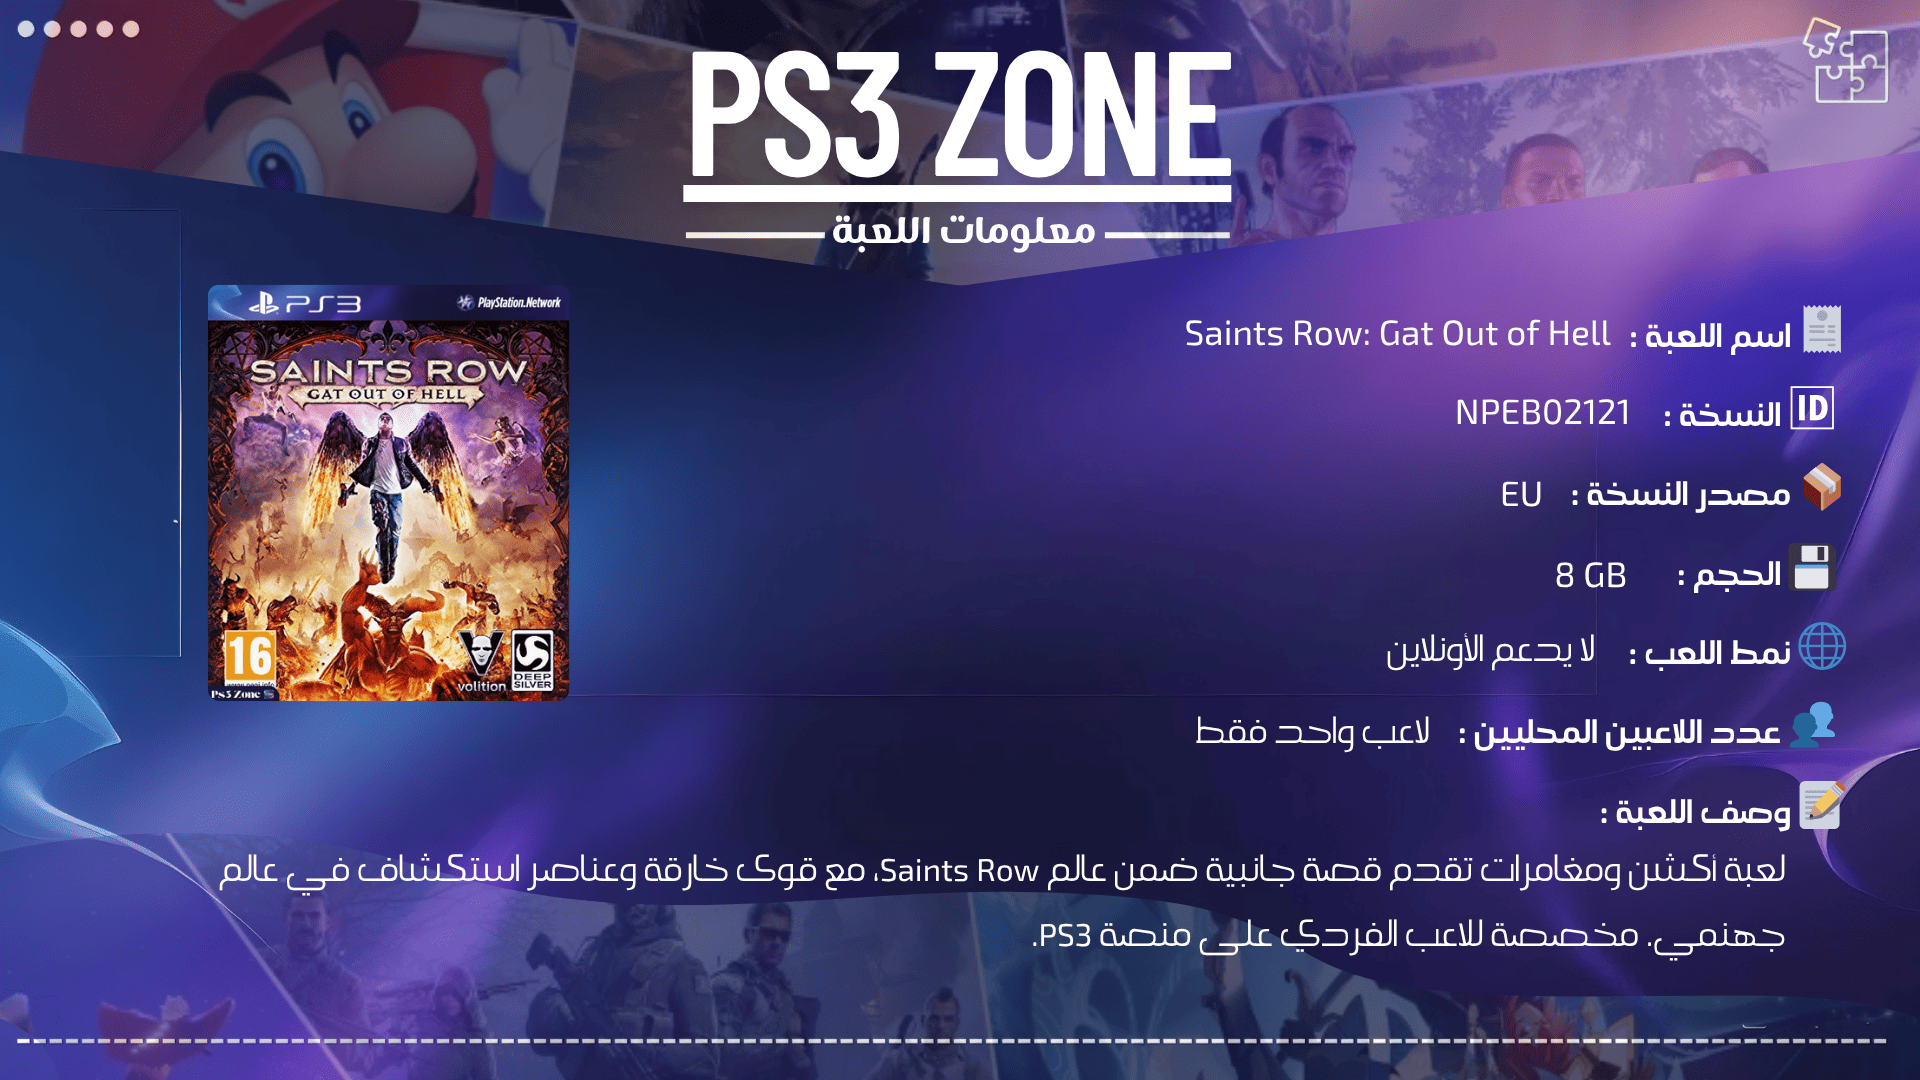 PS3 ZONE
معلومات اللعبة
PS3 PlayStation.Network
SAINTS ROW
GAT OUT OF HELL
16
volition
DEEP SILVER
Ps3 Zone
اسم اللعبة : Saints Row: Gat Out of Hell
ID النسخة : NPEB02121
مصدر النسخة : EU
الحجم : 8 GB
نمط اللعب : لا يدعم الأونلاين
عدد اللاعبين المحليين : لاعب واحد فقط
وصف اللعبة :
لعبة أكشن ومغامرات تقدم قصة جانبية ضمن عالم Saints Row، مع قوى خارقة وعناصر استكشاف في عالم
جهنمي. مخصصة للاعب الفردي على منصة PS3.